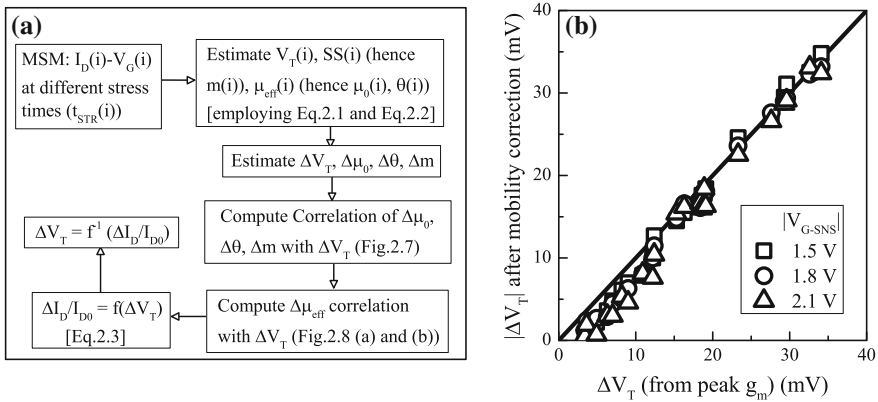 (a)
MSM: I_D(i)-V_G(i)
at different stress
times (t_STR(i))
Estimate V_T(i), SS(i) (hence
m(i)), μ_eff(i) (hence μ_0(i), θ(i))
[employing Eq.2.1 and Eq.2.2]
Estimate ΔV_T, Δμ_0, Δθ, Δm
Compute Correlation of Δμ_0,
Δθ, Δm with ΔV_T (Fig.2.7)
Compute Δμ_eff correlation
with ΔV_T (Fig.2.8 (a) and (b))
ΔI_D/I_D0 = f(ΔV_T)
[Eq.2.3]
ΔV_T = f^-1 (ΔI_D/I_D0)
(b)
|ΔV_T| after mobility correction (mV)
40
30
20
10
0
0 10 20 30 40
ΔV_T (from peak g_m) (mV)
|V_G-SNS|
1.5 V
1.8 V
2.1 V